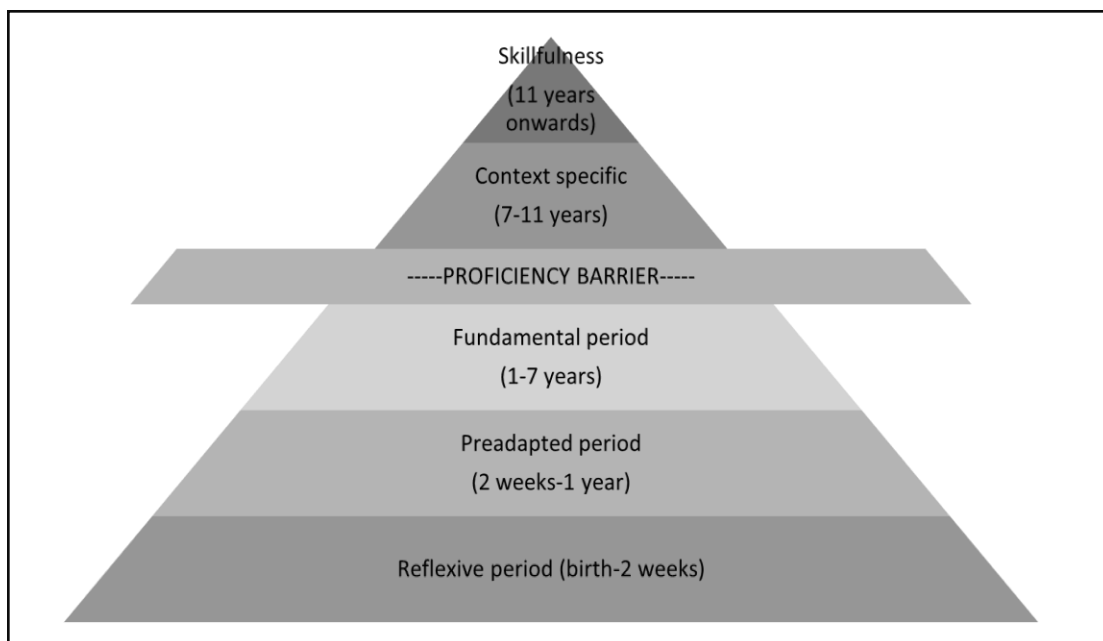 Skillfulness
(11 years
onwards)
Context specific
(7-11 years)
-----PROFICIENCY BARRIER-----
Fundamental period
(1-7 years)
Preadapted period
(2 weeks-1 year)
Reflexive period (birth-2 weeks)